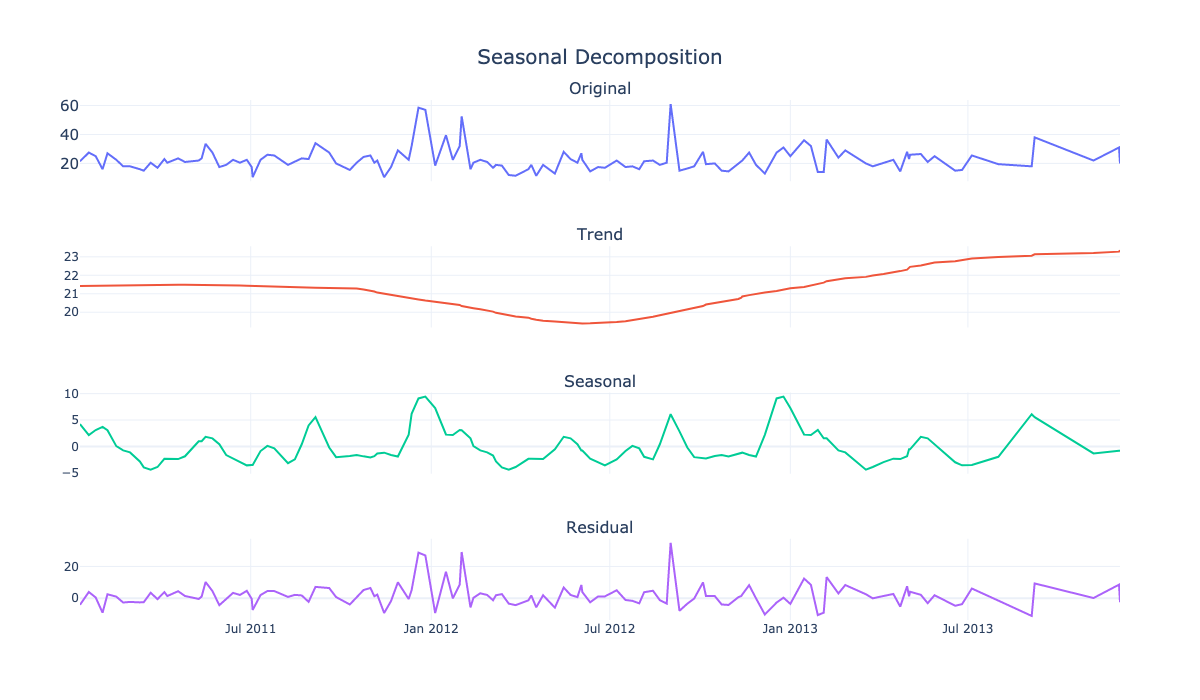 Seasonal Decomposition
Original
60
40
20
Trend
23
22
21
20
Seasonal
10
5
0
−5
Residual
20
0
Jul 2011 Jan 2012 Jul 2012 Jan 2013 Jul 2013